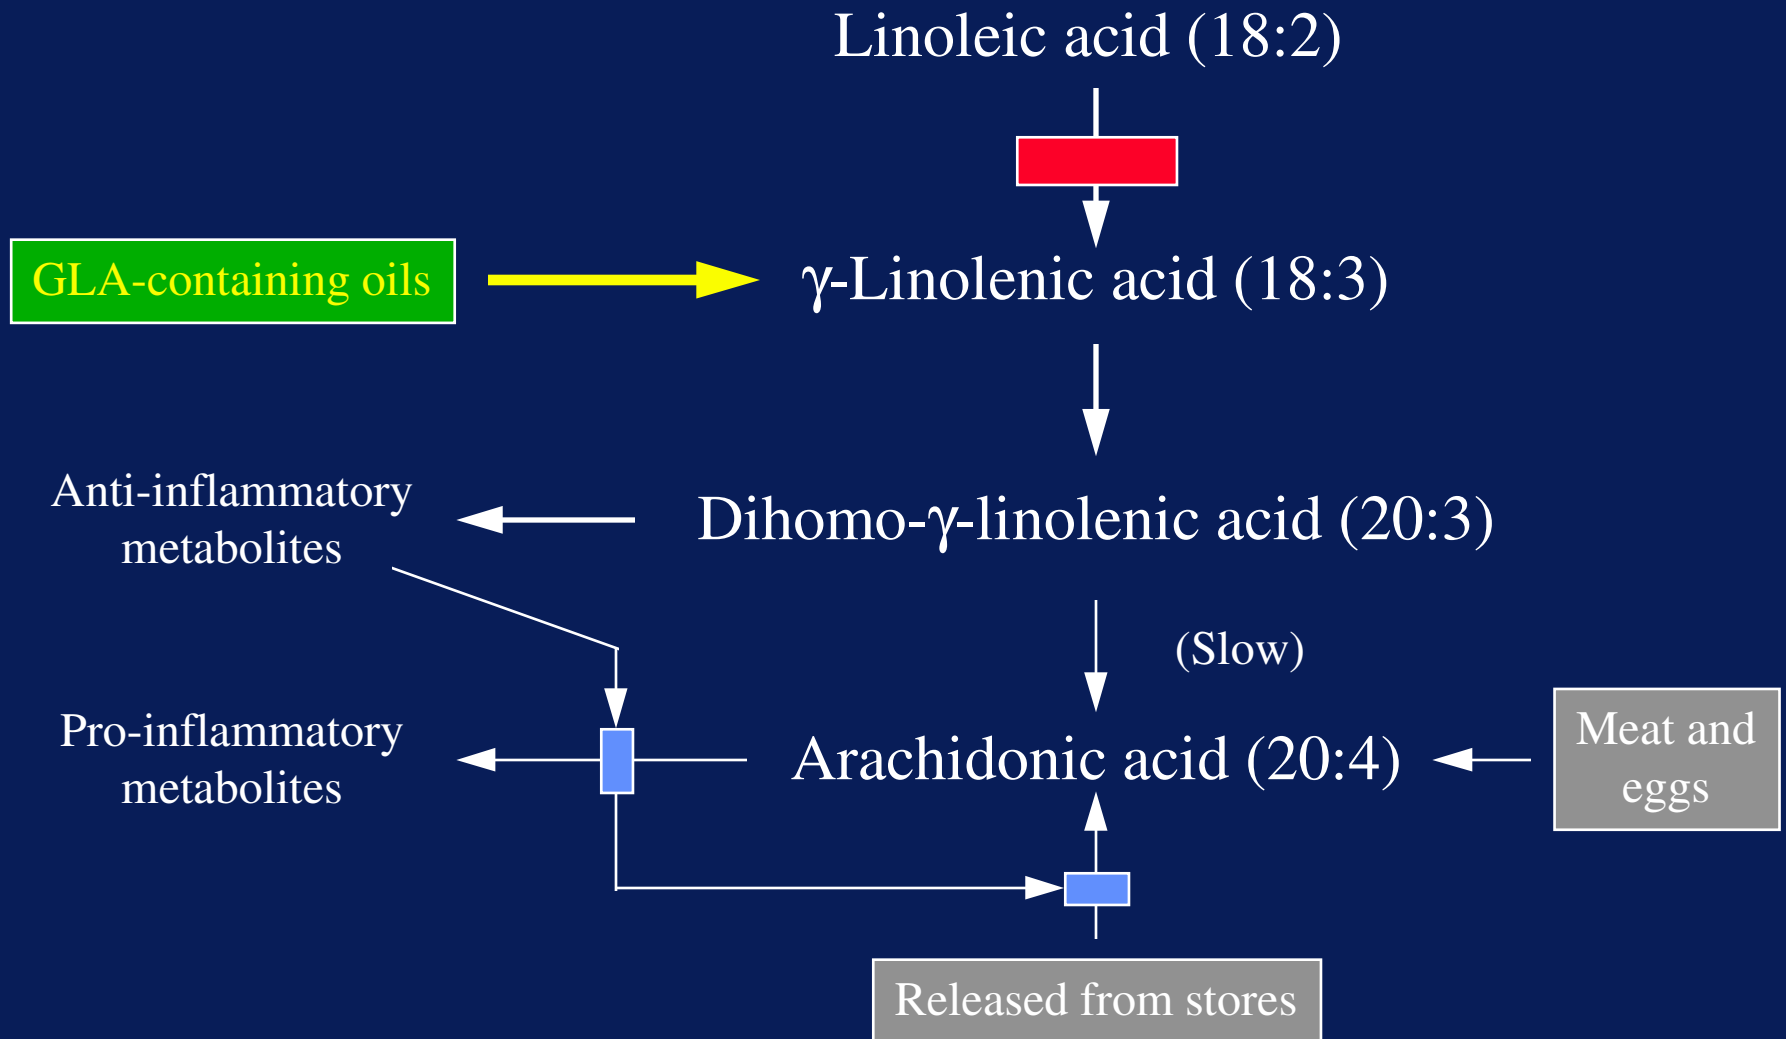 Linoleic acid (18:2)
GLA-containing oils
γ-Linolenic acid (18:3)
Anti-inflammatory
metabolites
Dihomo-γ-linolenic acid (20:3)
(Slow)
Pro-inflammatory
metabolites
Arachidonic acid (20:4)
Meat and
eggs
Released from stores